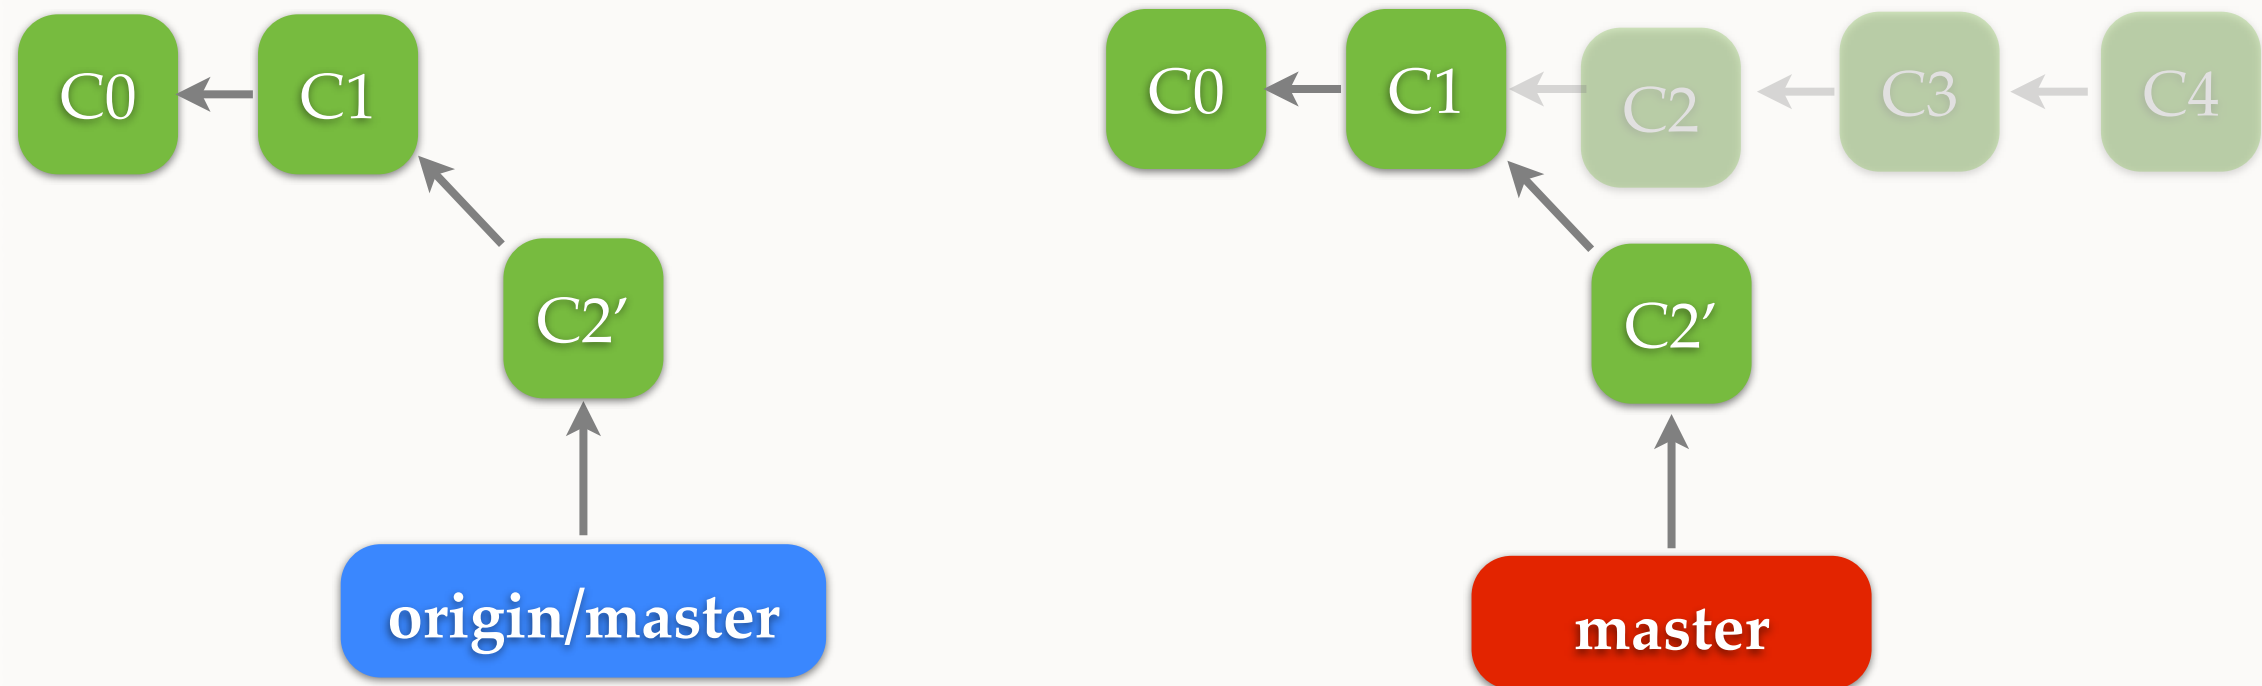 C0
C1
C2’
origin/master
C0
C1
C2
C3
C4
C2’
master